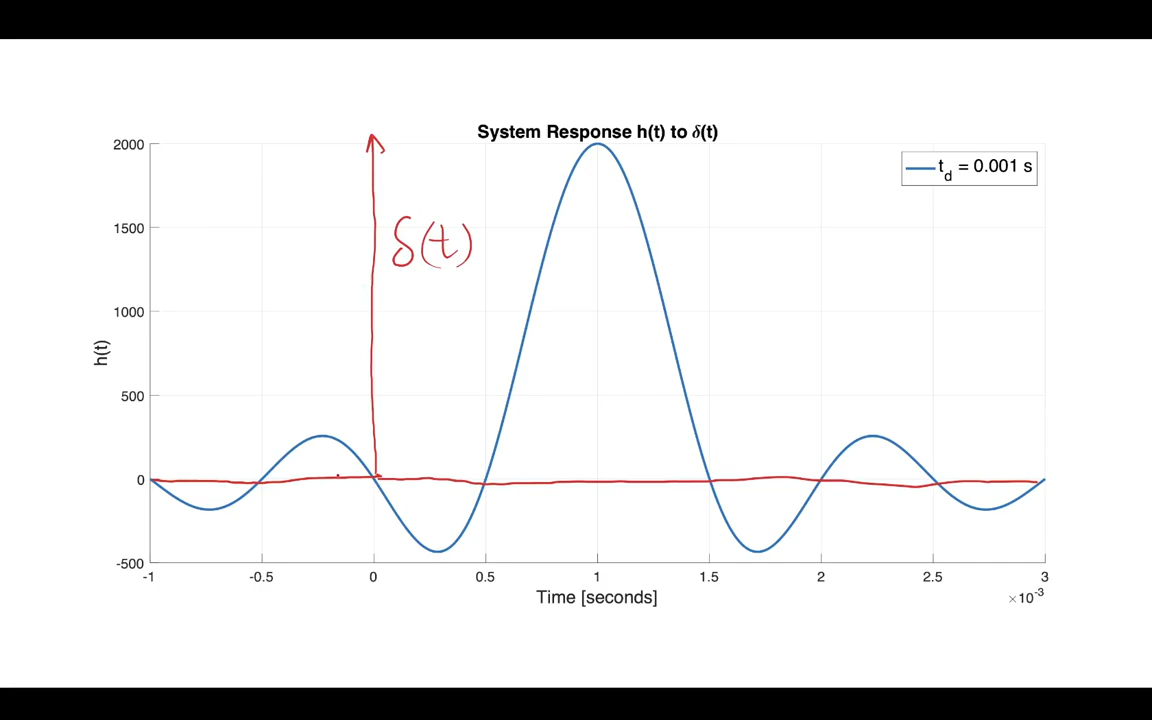 System Response h(t) to δ(t)
t_d = 0.001 s
2000
1500
1000
500
0
-500
h(t)
δ(t)
-1 -0.5 0 0.5 1 1.5 2 2.5 3
Time [seconds]
×10^-3